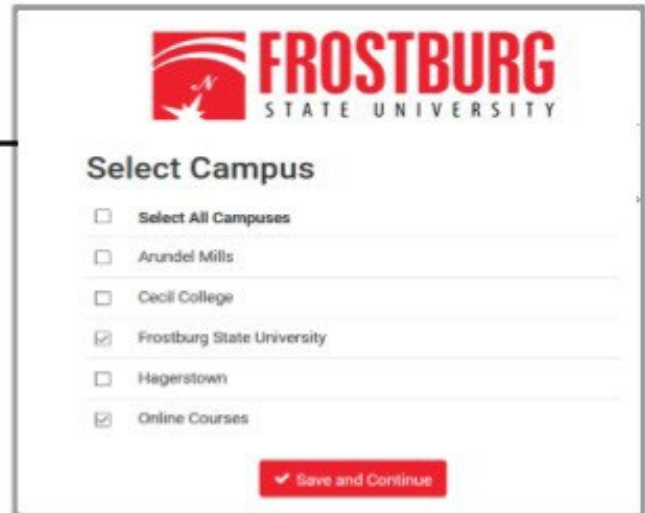 FROSTBURG
STATE UNIVERSITY
Select Campus
Select All Campuses
Arundel Mills
Cecil College
Frostburg State University
Hagerstown
Online Courses
Save and Continue